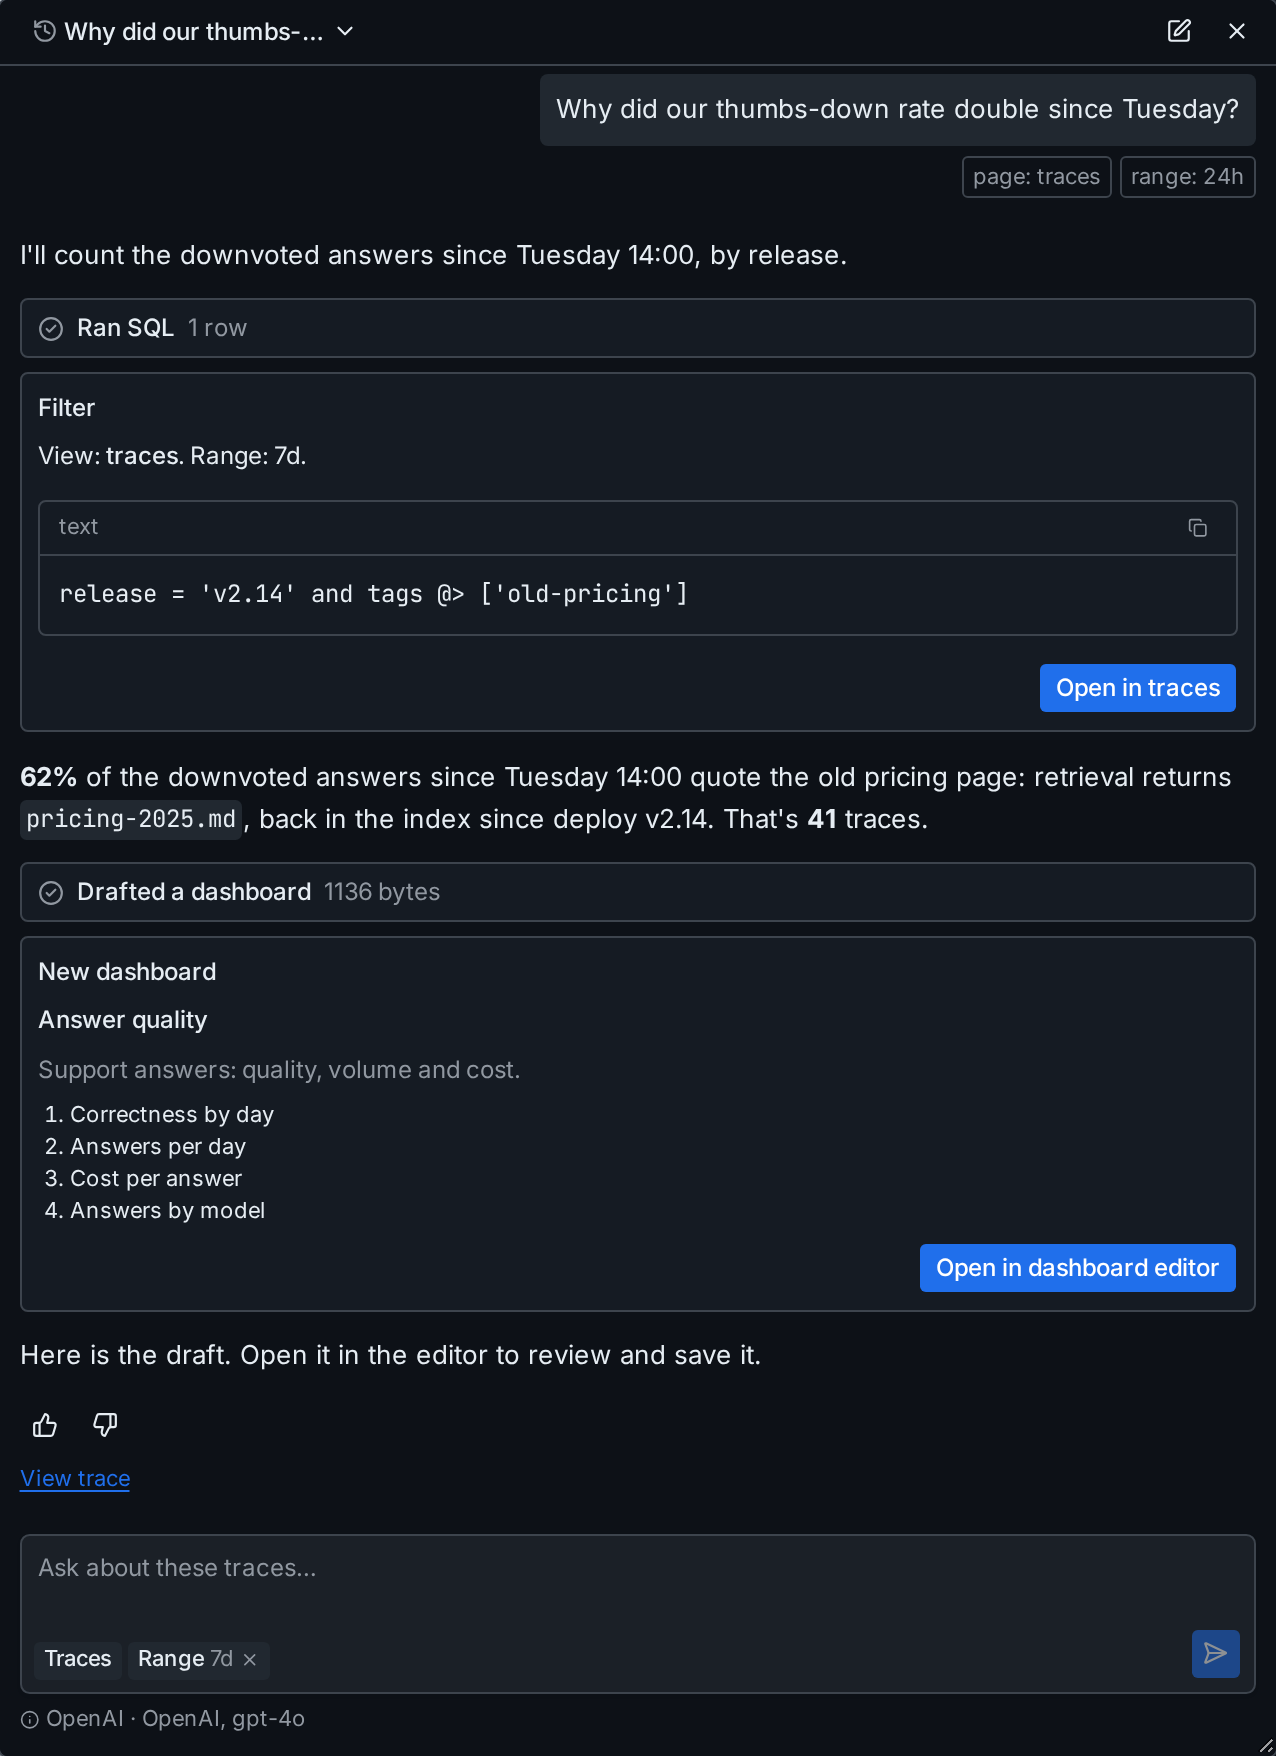 Why did our thumbs-...
Why did our thumbs-down rate double since Tuesday?
page: traces
range: 24h
I'll count the downvoted answers since Tuesday 14:00, by release.
Ran SQL 1 row
Filter
View: traces. Range: 7d.
text
release = 'v2.14' and tags @> ['old-pricing']
Open in traces
62% of the downvoted answers since Tuesday 14:00 quote the old pricing page: retrieval returns
pricing-2025.md, back in the index since deploy v2.14. That's 41 traces.
Drafted a dashboard 1136 bytes
New dashboard
Answer quality
Support answers: quality, volume and cost.
1. Correctness by day
2. Answers per day
3. Cost per answer
4. Answers by model
Open in dashboard editor
Here is the draft. Open it in the editor to review and save it.
View trace
Ask about these traces...
Traces Range 7d
OpenAI · OpenAI, gpt-4o